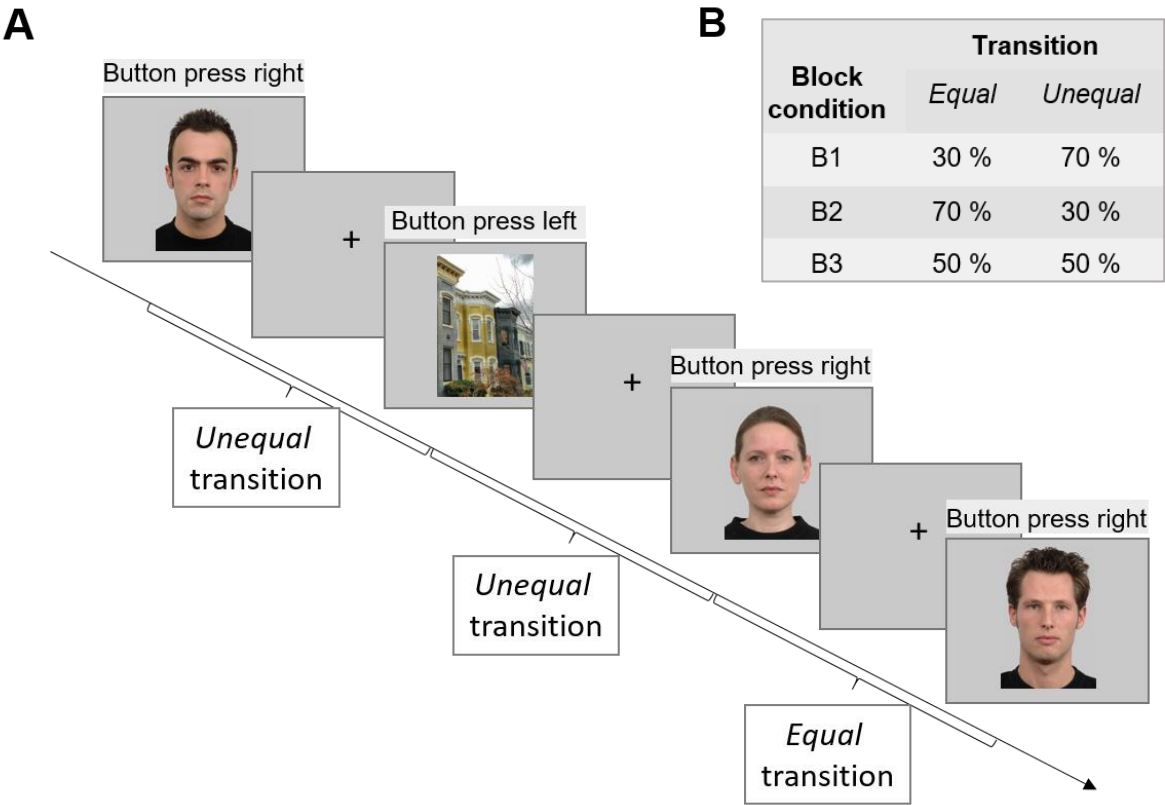 A
Button press right
+
Button press left
+
Button press right
+
Button press right
Unequal
transition
Unequal
transition
Equal
transition
B
Transition
Block
condition
Equal Unequal
B1 30 % 70 %
B2 70 % 30 %
B3 50 % 50 %